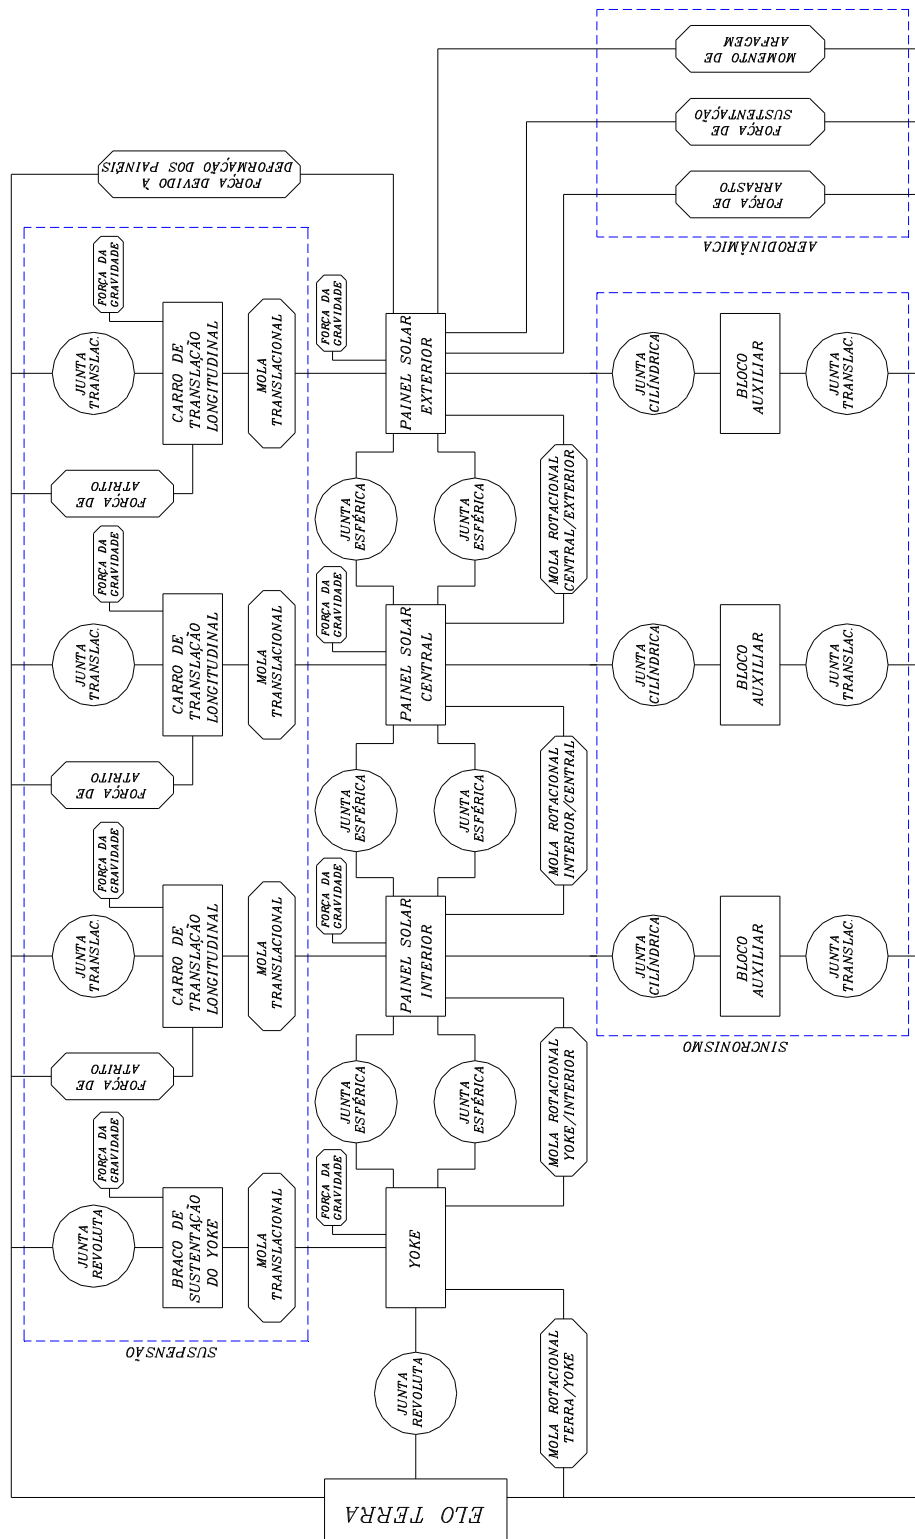 MOMENTO DE
ARFAGEM
FORÇA DE
SUSTENTAÇÃO
FORÇA DE
ARRASTO
AERODINÂMICA
FORÇA DEVIDO À
DEFORMAÇÃO DOS PAINÉIS
FORÇA DA
GRAVIDADE
JUNTA
TRANSLAC.
CARRO DE
TRANSLAÇÃO
LONGITUDINAL
MOLA
TRANSLACIONAL
FORÇA DA
GRAVIDADE
PAINEL SOLAR
EXTERIOR
JUNTA
CILÍNDRICA
BLOCO
AUXILIAR
JUNTA
TRANSLAC.
FORÇA DE
ATRITO
JUNTA
ESFÉRICA
JUNTA
ESFÉRICA
MOLA ROTACIONAL
CENTRAL/EXTERIOR
FORÇA DA
GRAVIDADE
JUNTA
TRANSLAC.
CARRO DE
TRANSLAÇÃO
LONGITUDINAL
MOLA
TRANSLACIONAL
FORÇA DA
GRAVIDADE
PAINEL SOLAR
CENTRAL
JUNTA
CILÍNDRICA
BLOCO
AUXILIAR
JUNTA
TRANSLAC.
FORÇA DE
ATRITO
JUNTA
ESFÉRICA
JUNTA
ESFÉRICA
MOLA ROTACIONAL
INTERIOR/CENTRAL
FORÇA DA
GRAVIDADE
JUNTA
TRANSLAC.
CARRO DE
TRANSLAÇÃO
LONGITUDINAL
MOLA
TRANSLACIONAL
FORÇA DA
GRAVIDADE
PAINEL SOLAR
INTERIOR
JUNTA
CILÍNDRICA
BLOCO
AUXILIAR
JUNTA
TRANSLAC.
SINCRONISMO
FORÇA DE
ATRITO
JUNTA
ESFÉRICA
JUNTA
ESFÉRICA
MOLA ROTACIONAL
YOKE/INTERIOR
FORÇA DA
GRAVIDADE
JUNTA
REVOLUTA
BRACO DE
SUSTENTAÇÃO
DO YOKE
MOLA
TRANSLACIONAL
FORÇA DA
GRAVIDADE
YOKE
SUSPENSÃO
JUNTA
REVOLUTA
MOLA ROTACIONAL
TERRA/YOKE
ELO TERRA